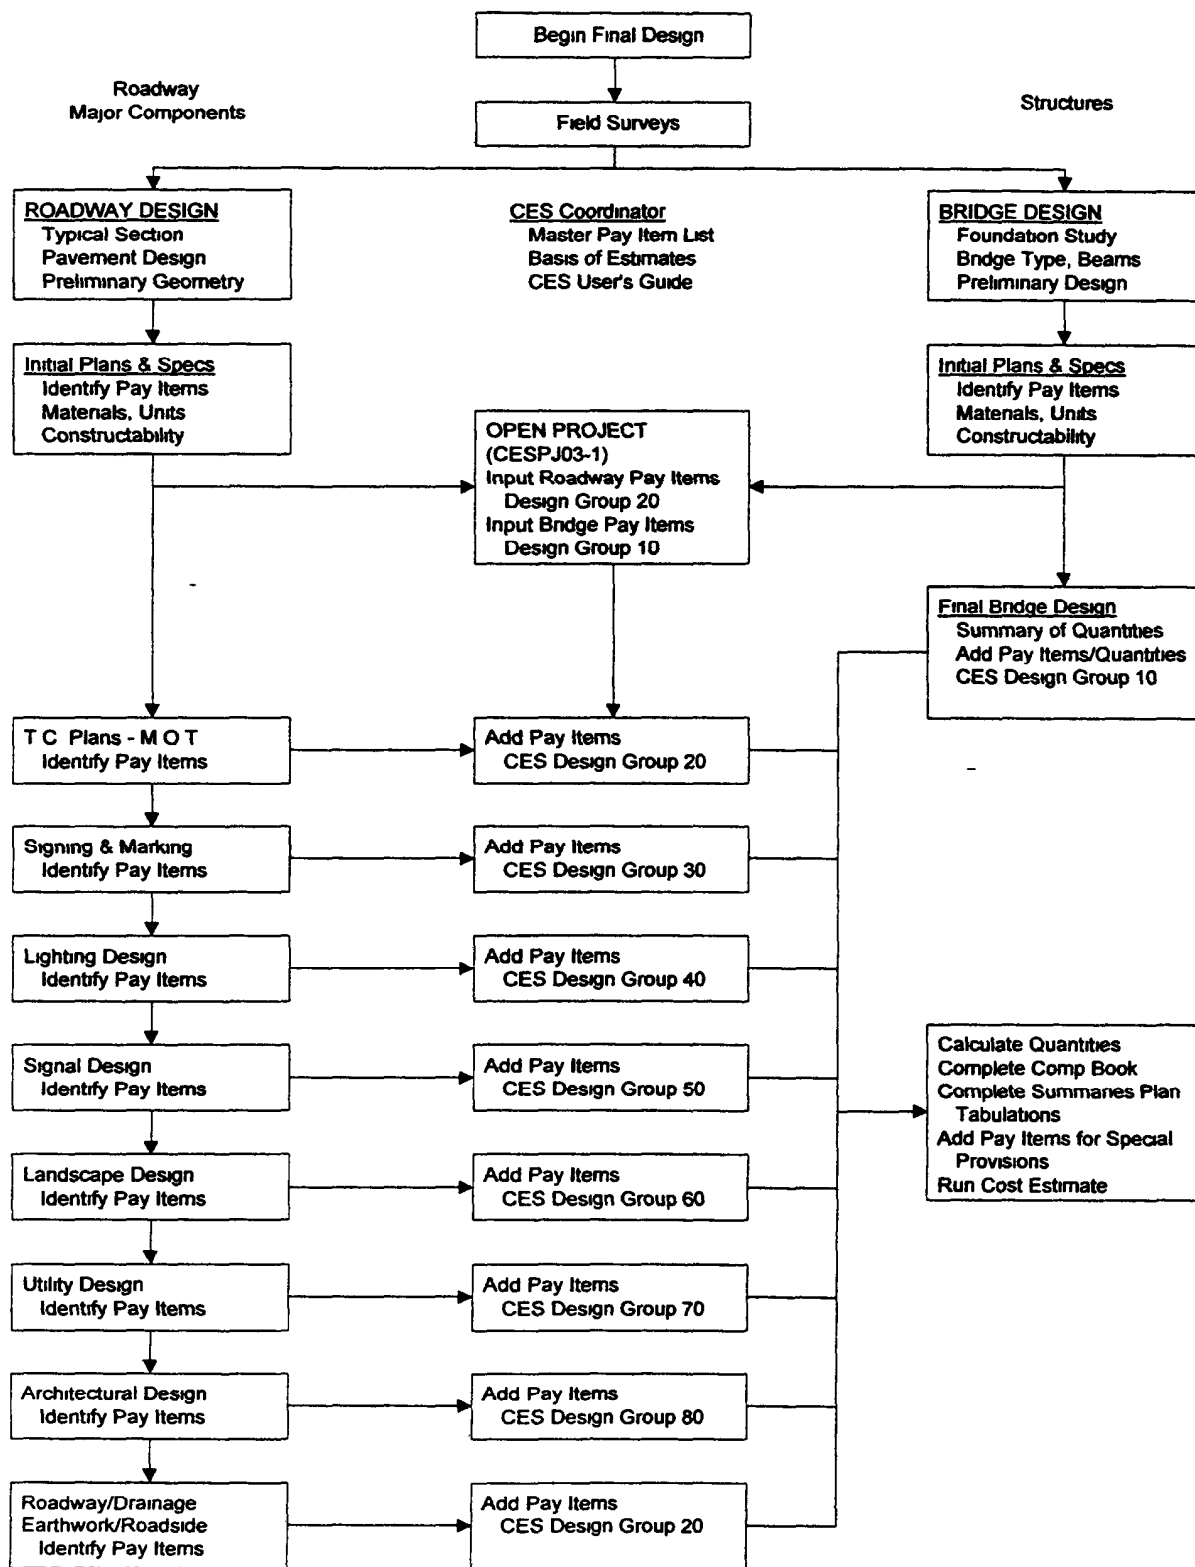 Begin Final Design
Roadway
Major Components
Structures
Field Surveys
ROADWAY DESIGN
Typical Section
Pavement Design
Preliminary Geometry
CES Coordinator
Master Pay Item List
Basis of Estimates
CES User's Guide
BRIDGE DESIGN
Foundation Study
Bridge Type, Beams
Preliminary Design
Initial Plans & Specs
Identify Pay Items
Materials, Units
Constructability
OPEN PROJECT
(CESPJ03-1)
Input Roadway Pay Items
Design Group 20
Input Bridge Pay Items
Design Group 10
Initial Plans & Specs
Identify Pay Items
Materials, Units
Constructability
Final Bridge Design
Summary of Quantities
Add Pay Items/Quantities
CES Design Group 10
T C Plans - M O T
Identify Pay Items
Add Pay Items
CES Design Group 20
Signing & Marking
Identify Pay Items
Add Pay Items
CES Design Group 30
Lighting Design
Identify Pay Items
Add Pay Items
CES Design Group 40
Signal Design
Identify Pay Items
Add Pay Items
CES Design Group 50
Calculate Quantities
Complete Comp Book
Complete Summaries Plan
Tabulations
Add Pay Items for Special
Provisions
Run Cost Estimate
Landscape Design
Identify Pay Items
Add Pay Items
CES Design Group 60
Utility Design
Identify Pay Items
Add Pay Items
CES Design Group 70
Architectural Design
Identify Pay Items
Add Pay Items
CES Design Group 80
Roadway/Drainage
Earthwork/Roadside
Identify Pay Items
Add Pay Items
CES Design Group 20